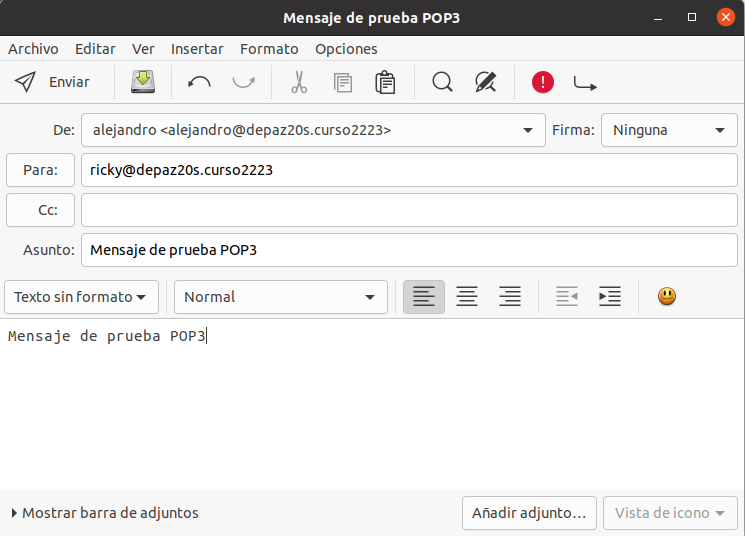 Mensaje de prueba POP3
Archivo Editar Ver Insertar Formato Opciones
Enviar
De: alejandro <alejandro@depaz20s.curso2223> Firma: Ninguna
Para: ricky@depaz20s.curso2223
Cc:
Asunto: Mensaje de prueba POP3
Texto sin formato Normal
Mensaje de prueba POP3
Mostrar barra de adjuntos Añadir adjunto... Vista de icono